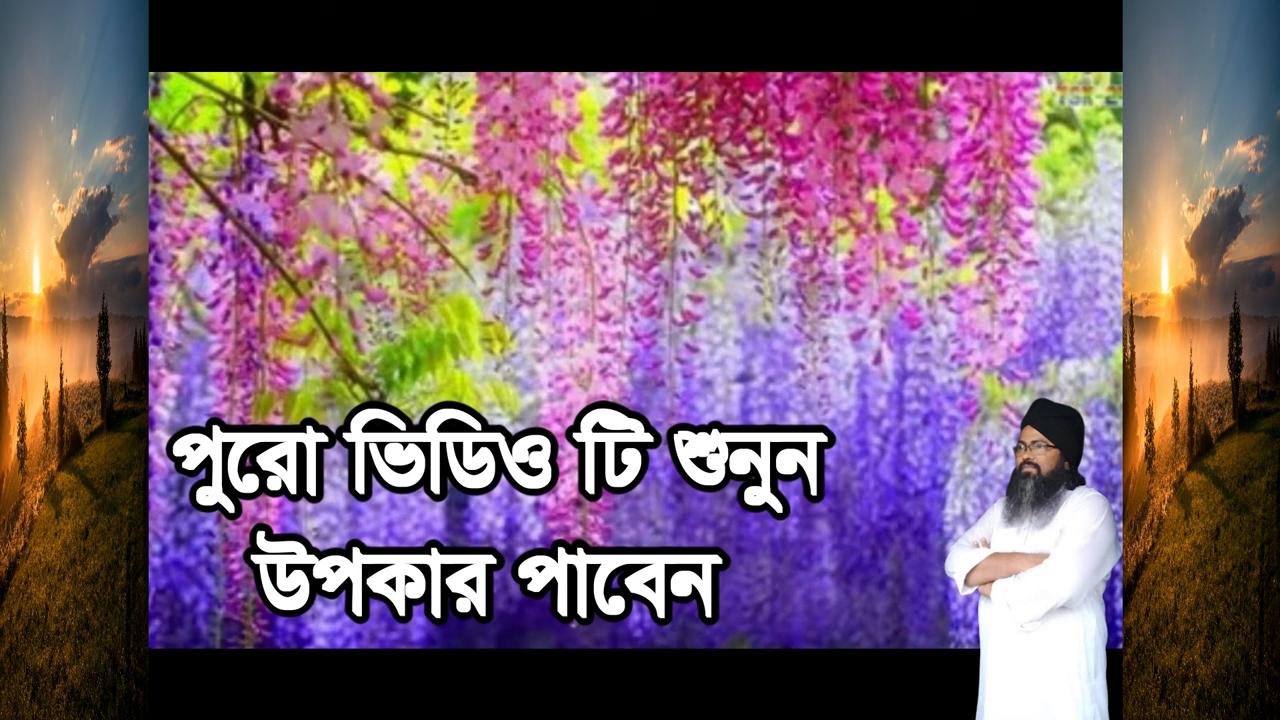 পুরো ভিডিও টি শুনুন
উপকার পাবেন